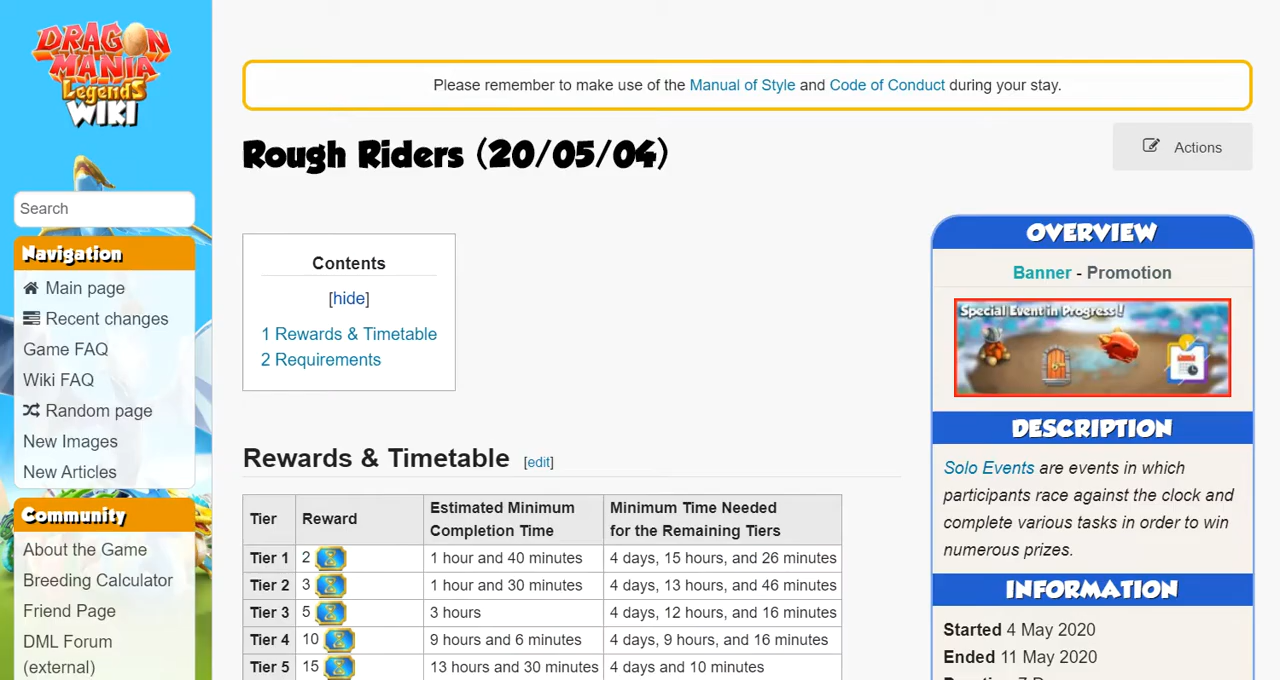 DRAGON
MANIA
Legends
WIKI
Search
Navigation
Main page
Recent changes
Game FAQ
Wiki FAQ
Random page
New Images
New Articles
Community
About the Game
Breeding Calculator
Friend Page
DML Forum
(external)
Please remember to make use of the Manual of Style and Code of Conduct during your stay.
Rough Riders (20/05/04)
Actions
Contents
[hide]
1 Rewards & Timetable
2 Requirements
Rewards & Timetable [edit]
Tier Reward Estimated Minimum Completion Time Minimum Time Needed for the Remaining Tiers
Tier 1 2 1 hour and 40 minutes 4 days, 15 hours, and 26 minutes
Tier 2 3 1 hour and 30 minutes 4 days, 13 hours, and 46 minutes
Tier 3 5 3 hours 4 days, 12 hours, and 16 minutes
Tier 4 10 9 hours and 6 minutes 4 days, 9 hours, and 16 minutes
Tier 5 15 13 hours and 30 minutes 4 days and 10 minutes
OVERVIEW
Banner - Promotion
Special Event in Progress!
DESCRIPTION
Solo Events are events in which
participants race against the clock and
complete various tasks in order to win
numerous prizes.
INFORMATION
Started 4 May 2020
Ended 11 May 2020